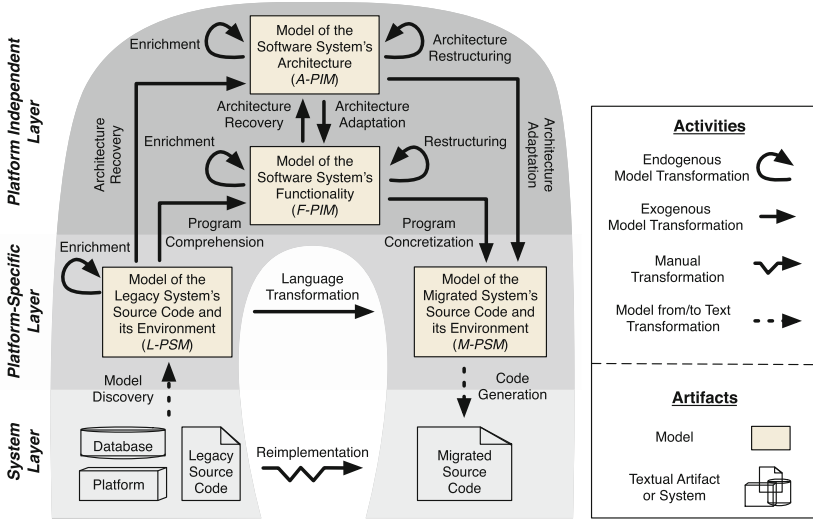 Platform Independent
Layer
Enrichment
Model of the
Software System's
Architecture
(A-PIM)
Architecture
Restructuring
Architecture
Recovery
Architecture
Recovery
Architecture
Adaptation
Architecture
Adaptation
Enrichment
Model of the
Software System's
Functionality
(F-PIM)
Restructuring
Program
Comprehension
Program
Concretization
Platform-Specific
Layer
Enrichment
Model of the
Legacy System's
Source Code and
its Environment
(L-PSM)
Language
Transformation
Model of the
Migrated System's
Source Code and
its Environment
(M-PSM)
Model
Discovery
Code
Generation
System
Layer
Database
Platform
Legacy
Source
Code
Reimplementation
Migrated
Source
Code
Activities
Endogenous
Model Transformation
Exogenous
Model Transformation
Manual
Transformation
Model from/to Text
Transformation
Artifacts
Model
Textual Artifact
or System